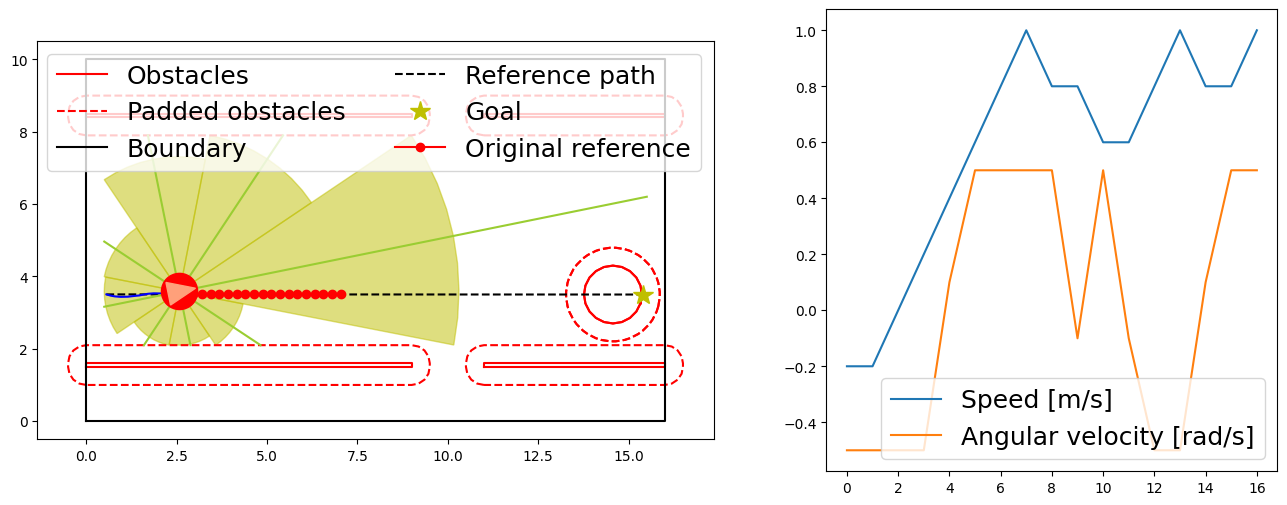 Obstacles
Padded obstacles
Boundary
Reference path
Goal
Original reference
10
8
6
4
2
0
0.0 2.5 5.0 7.5 10.0 12.5 15.0
1.0
0.8
0.6
0.4
0.2
0.0
−0.2
−0.4
Speed [m/s]
Angular velocity [rad/s]
0 2 4 6 8 10 12 14 16